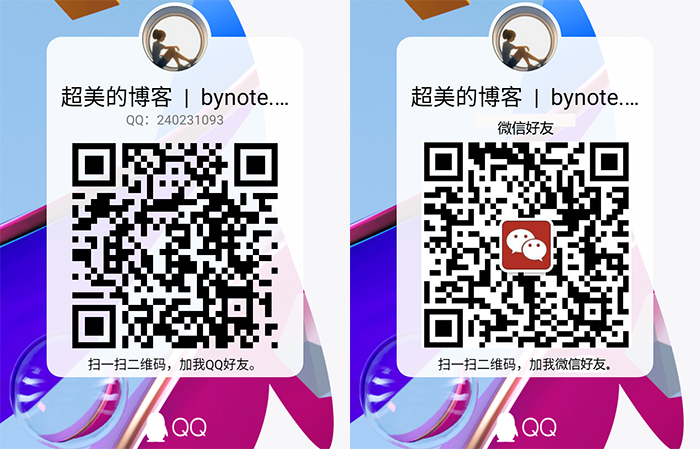 超美的博客 | bynote....
QQ：240231093
扫一扫二维码，加我QQ好友。
QQ
超美的博客 | bynote....
微信好友
扫一扫二维码，加我微信好友。
QQ